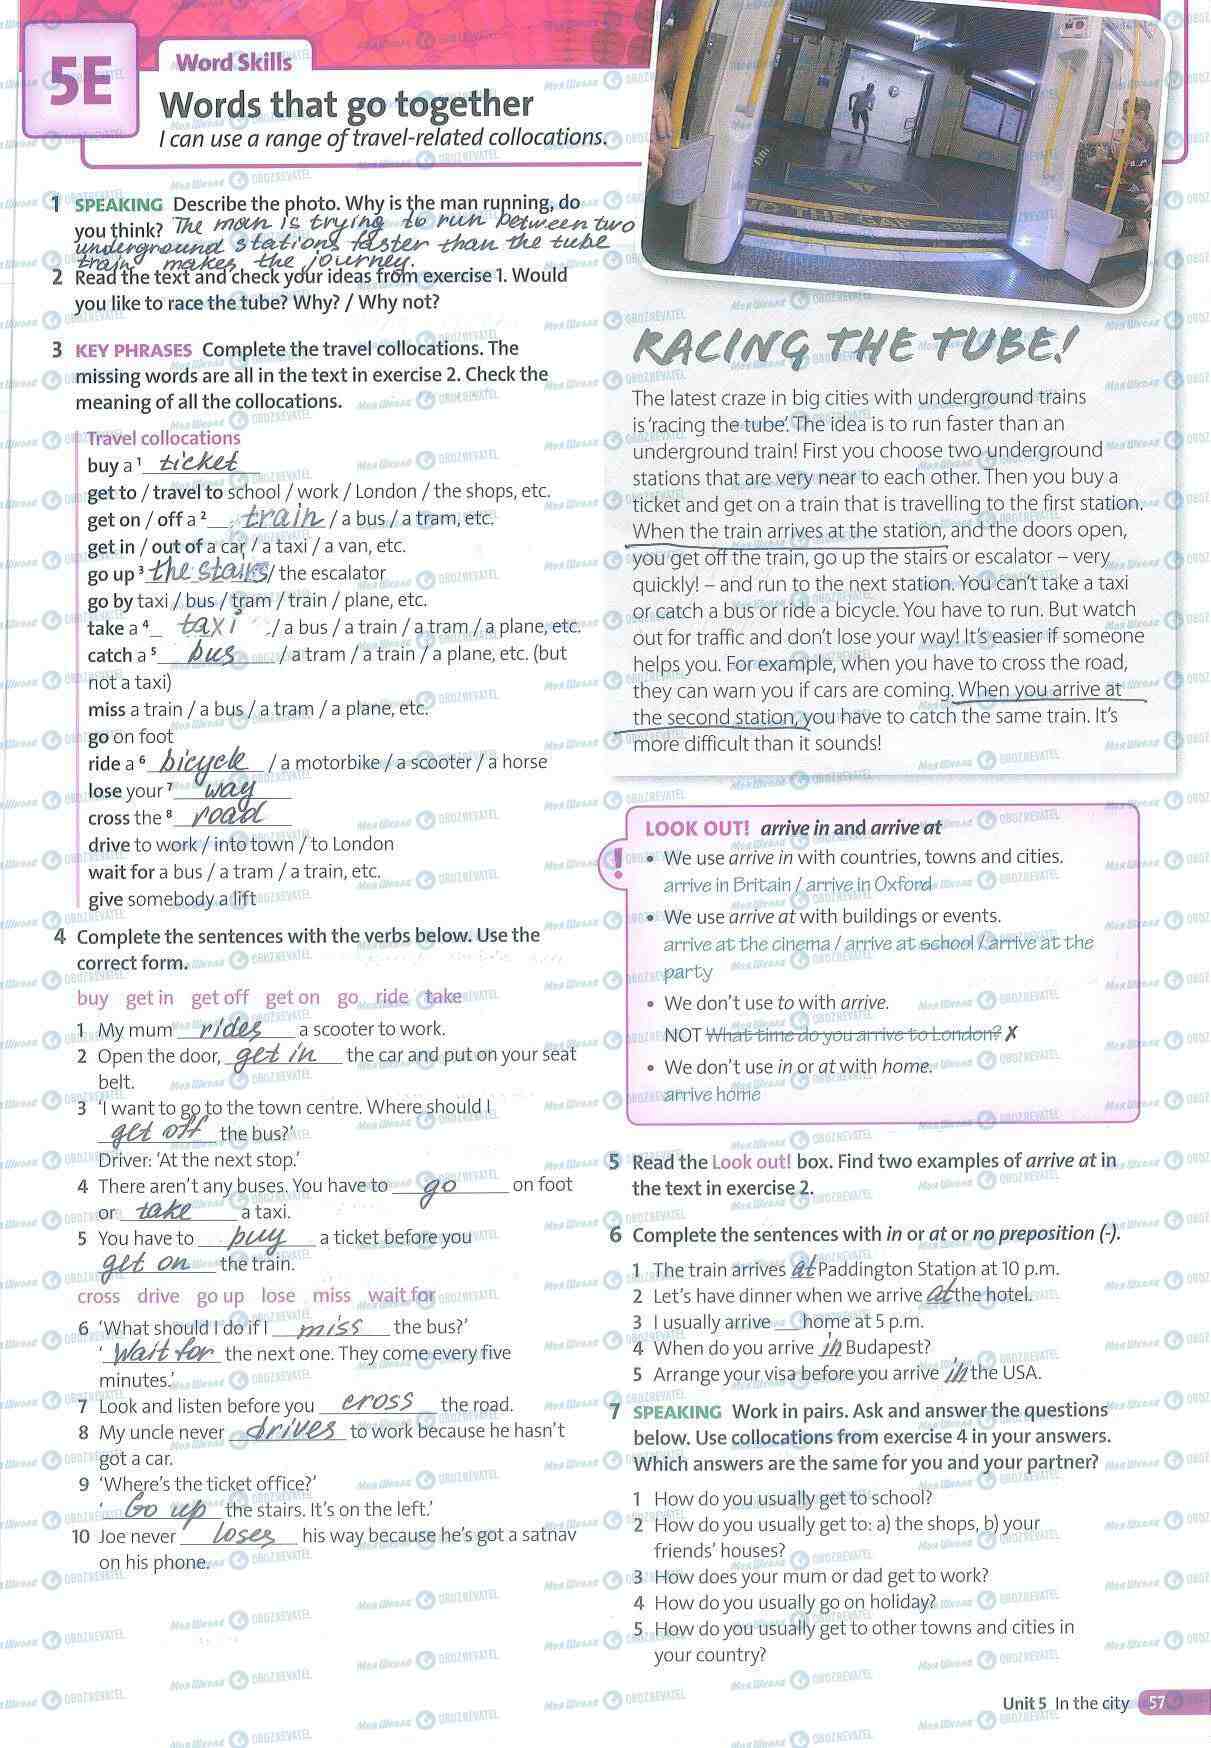 5E
Word Skills
Words that go together
I can use a range of travel-related collocations.
1 SPEAKING Describe the photo. Why is the man running, do
you think? The man is trying to run between two
underground stations faster than the tube
train makes the journey.
2 Read the text and check your ideas from exercise 1. Would
you like to race the tube? Why? / Why not?
3 KEY PHRASES Complete the travel collocations. The
missing words are all in the text in exercise 2. Check the
meaning of all the collocations.
Travel collocations
buy a ¹ ticket
get to / travel to school / work / London / the shops, etc.
get on / off a ² train / a bus / a tram, etc.
get in / out of a car / a taxi / a van, etc.
go up ³ the stairs / the escalator
go by taxi / bus / tram / train / plane, etc.
take a ⁴ taxi / a bus / a train / a tram / a plane, etc.
catch a ⁵ bus / a tram / a train / a plane, etc. (but
not a taxi)
miss a train / a bus / a tram / a plane, etc.
go on foot
ride a ⁶ bicycle / a motorbike / a scooter / a horse
lose your ⁷ way
cross the ⁸ road
drive to work / into town / to London
wait for a bus / a tram / a train, etc.
give somebody a lift
4 Complete the sentences with the verbs below. Use the
correct form.
buy get in get off get on go ride take
1 My mum rides a scooter to work.
2 Open the door, get in the car and put on your seat
belt.
3 'I want to go to the town centre. Where should I
get off the bus?'
Driver: 'At the next stop.'
4 There aren't any buses. You have to go on foot
or take a taxi.
5 You have to buy a ticket before you
get on the train.
cross drive go up lose miss wait for
6 'What should I do if I miss the bus?'
'Wait for the next one. They come every five
minutes.'
7 Look and listen before you cross the road.
8 My uncle never drives to work because he hasn't
got a car.
9 'Where's the ticket office?'
'Go up the stairs. It's on the left.'
10 Joe never loses his way because he's got a satnav
on his phone.
RACING THE TUBE!
The latest craze in big cities with underground trains
is 'racing the tube'. The idea is to run faster than an
underground train! First you choose two underground
stations that are very near to each other. Then you buy a
ticket and get on a train that is travelling to the first station.
When the train arrives at the station, and the doors open,
you get off the train, go up the stairs or escalator – very
quickly! – and run to the next station. You can't take a taxi
or catch a bus or ride a bicycle. You have to run. But watch
out for traffic and don't lose your way! It's easier if someone
helps you. For example, when you have to cross the road,
they can warn you if cars are coming. When you arrive at
the second station, you have to catch the same train. It's
more difficult than it sounds!
LOOK OUT! arrive in and arrive at
! • We use arrive in with countries, towns and cities.
arrive in Britain / arrive in Oxford
• We use arrive at with buildings or events.
arrive at the cinema / arrive at school / arrive at the
party
• We don't use to with arrive.
NOT What time do you arrive to London? ✗
• We don't use in or at with home.
arrive home
5 Read the Look out! box. Find two examples of arrive at in
the text in exercise 2.
6 Complete the sentences with in or at or no preposition (-).
1 The train arrives at Paddington Station at 10 p.m.
2 Let's have dinner when we arrive at the hotel.
3 I usually arrive __ home at 5 p.m.
4 When do you arrive in Budapest?
5 Arrange your visa before you arrive in the USA.
7 SPEAKING Work in pairs. Ask and answer the questions
below. Use collocations from exercise 4 in your answers.
Which answers are the same for you and your partner?
1 How do you usually get to school?
2 How do you usually get to: a) the shops, b) your
friends' houses?
3 How does your mum or dad get to work?
4 How do you usually go on holiday?
5 How do you usually get to other towns and cities in
your country?
Unit 5 In the city 57